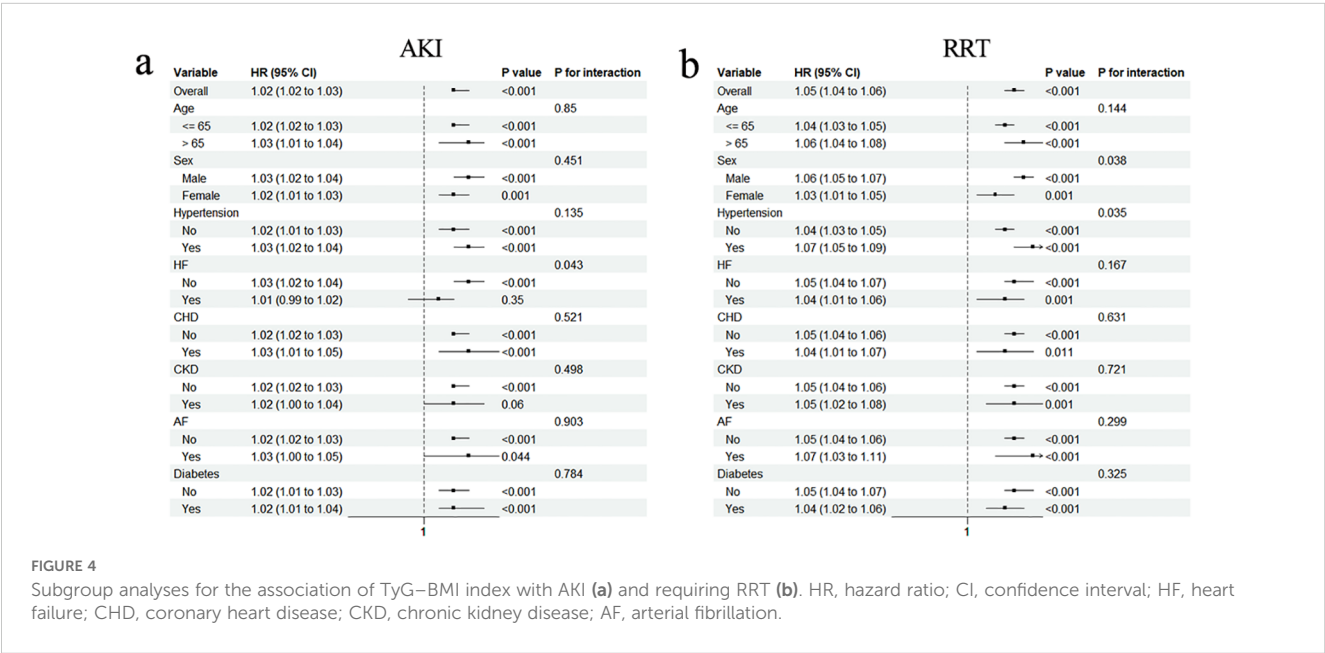 a
AKI
Variable HR (95% CI) P value P for interaction
Overall 1.02 (1.02 to 1.03) <0.001
Age 0.85
<= 65 1.02 (1.02 to 1.03) <0.001
> 65 1.03 (1.01 to 1.04) <0.001
Sex 0.451
Male 1.03 (1.02 to 1.04) <0.001
Female 1.02 (1.01 to 1.03) 0.001
Hypertension 0.135
No 1.02 (1.01 to 1.03) <0.001
Yes 1.03 (1.02 to 1.04) <0.001
HF 0.043
No 1.03 (1.02 to 1.04) <0.001
Yes 1.01 (0.99 to 1.02) 0.35
CHD 0.521
No 1.02 (1.02 to 1.03) <0.001
Yes 1.03 (1.01 to 1.05) <0.001
CKD 0.498
No 1.02 (1.02 to 1.03) <0.001
Yes 1.02 (1.00 to 1.04) 0.06
AF 0.903
No 1.02 (1.02 to 1.03) <0.001
Yes 1.03 (1.00 to 1.05) 0.044
Diabetes 0.784
No 1.02 (1.01 to 1.03) <0.001
Yes 1.02 (1.01 to 1.04) <0.001
1
b
RRT
Variable HR (95% CI) P value P for interaction
Overall 1.05 (1.04 to 1.06) <0.001
Age 0.144
<= 65 1.04 (1.03 to 1.05) <0.001
> 65 1.06 (1.04 to 1.08) <0.001
Sex 0.038
Male 1.06 (1.05 to 1.07) <0.001
Female 1.03 (1.01 to 1.05) 0.001
Hypertension 0.035
No 1.04 (1.03 to 1.05) <0.001
Yes 1.07 (1.05 to 1.09) <0.001
HF 0.167
No 1.05 (1.04 to 1.07) <0.001
Yes 1.04 (1.01 to 1.06) 0.001
CHD 0.631
No 1.05 (1.04 to 1.06) <0.001
Yes 1.04 (1.01 to 1.07) 0.011
CKD 0.721
No 1.05 (1.04 to 1.06) <0.001
Yes 1.05 (1.02 to 1.08) 0.001
AF 0.299
No 1.05 (1.04 to 1.06) <0.001
Yes 1.07 (1.03 to 1.11) <0.001
Diabetes 0.325
No 1.05 (1.04 to 1.07) <0.001
Yes 1.04 (1.02 to 1.06) <0.001
1
FIGURE 4
Subgroup analyses for the association of TyG–BMI index with AKI (a) and requiring RRT (b). HR, hazard ratio; CI, confidence interval; HF, heart
failure; CHD, coronary heart disease; CKD, chronic kidney disease; AF, arterial fibrillation.